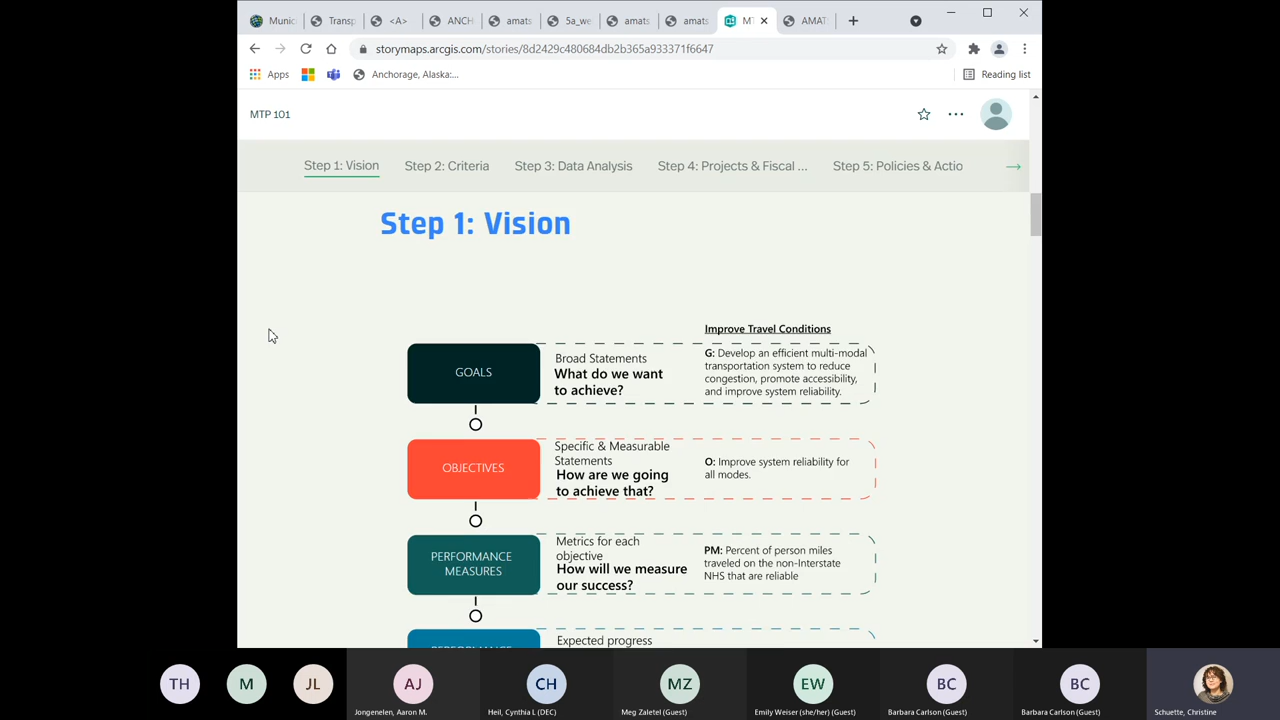 Munic
Transp
<A>
ANCH
amats
5a_we
amats
amats
MT
AMAT
storymaps.arcgis.com/stories/8d2429c480684db2b365a933371f6647
Apps
Anchorage, Alaska:...
Reading list
MTP 101
Step 1: Vision
Step 2: Criteria
Step 3: Data Analysis
Step 4: Projects & Fiscal ...
Step 5: Policies & Actio
Step 1: Vision
Improve Travel Conditions
GOALS
Broad Statements
What do we want
to achieve?
G: Develop an efficient multi-modal
transportation system to reduce
congestion, promote accessibility,
and improve system reliability.
OBJECTIVES
Specific & Measurable
Statements
How are we going
to achieve that?
O: Improve system reliability for
all modes.
PERFORMANCE
MEASURES
Metrics for each
objective
How will we measure
our success?
PM: Percent of person miles
traveled on the non-Interstate
NHS that are reliable
PERFORMANCE
Expected progress
TH
M
JL
AJ
Jongenelen, Aaron M.
CH
Heil, Cynthia L (DEC)
MZ
Meg Zaletel (Guest)
EW
Emily Weiser (she/her) (Guest)
BC
Barbara Carlson (Guest)
BC
Barbara Carlson (Guest)
Schuette, Christine